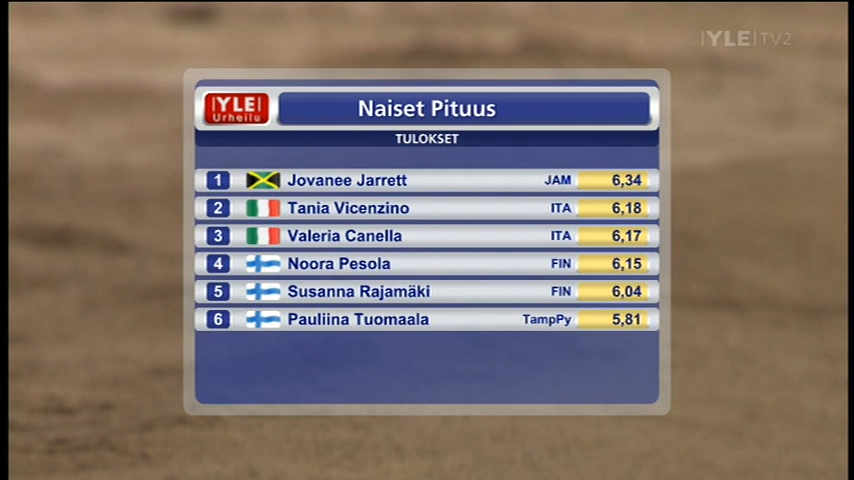 YLE TV2
YLE Naiset Pituus
Urheilu
TULOKSET
1 Jovanee Jarrett JAM 6,34
2 Tania Vicenzino ITA 6,18
3 Valeria Canella ITA 6,17
4 Noora Pesola FIN 6,15
5 Susanna Rajamäki FIN 6,04
6 Pauliina Tuomaala TampPy 5,81